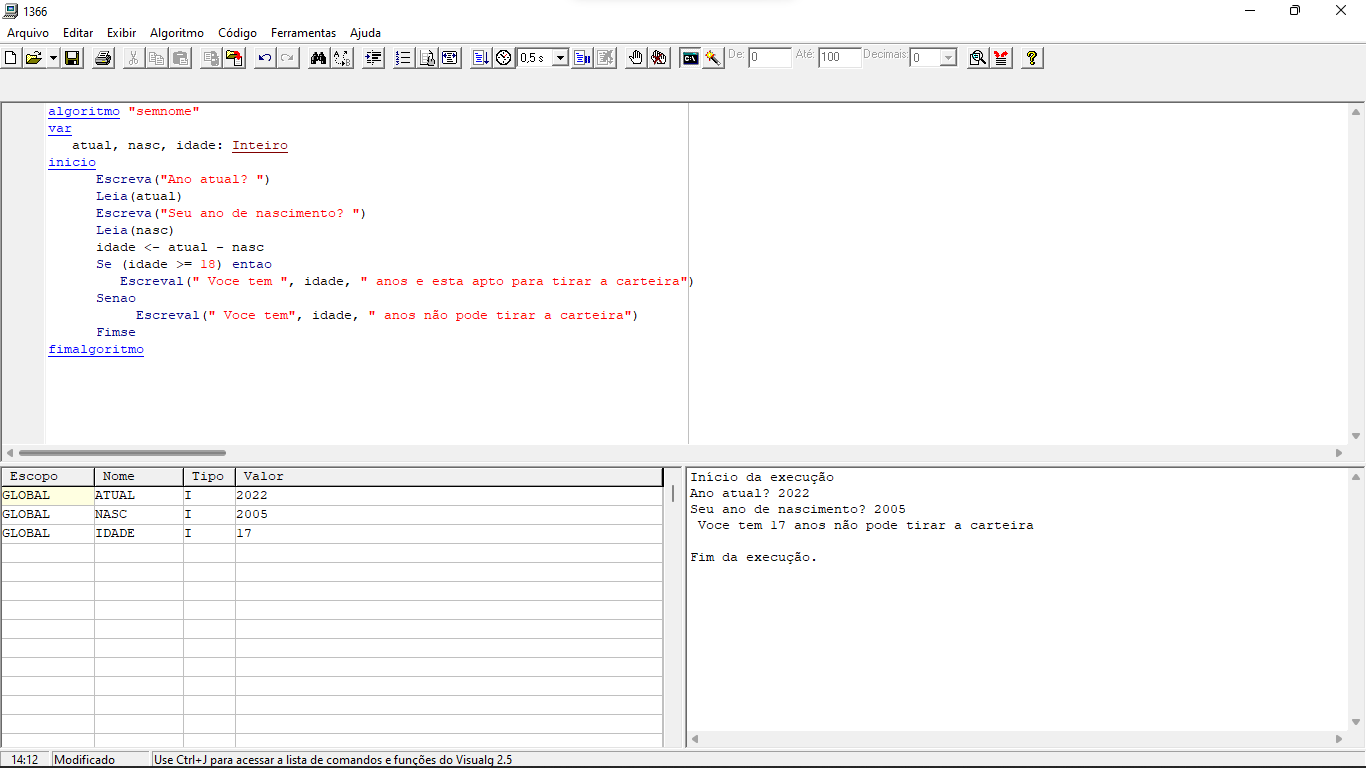 1366
Arquivo Editar Exibir Algoritmo Código Ferramentas Ajuda
0,5 s De: 0 Até: 100 Decimais: 0
algoritmo "semnome"
var
atual, nasc, idade: Inteiro
inicio
Escreva("Ano atual? ")
Leia(atual)
Escreva("Seu ano de nascimento? ")
Leia(nasc)
idade <- atual - nasc
Se (idade >= 18) entao
Escreval(" Voce tem ", idade, " anos e esta apto para tirar a carteira")
Senao
Escreval(" Voce tem", idade, " anos não pode tirar a carteira")
Fimse
fimalgoritmo
Escopo Nome Tipo Valor
GLOBAL ATUAL I 2022
GLOBAL NASC I 2005
GLOBAL IDADE I 17
Início da execução
Ano atual? 2022
Seu ano de nascimento? 2005
Voce tem 17 anos não pode tirar a carteira
Fim da execução.
14:12 Modificado Use Ctrl+J para acessar a lista de comandos e funções do Visualg 2.5